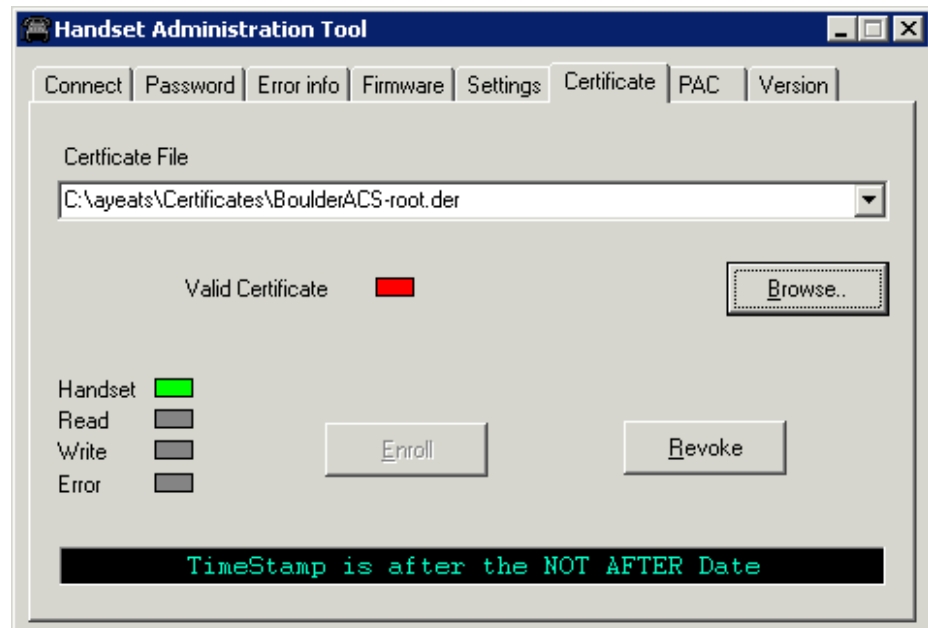 Handset Administration Tool
Connect Password Error info Firmware Settings Certificate PAC Version
Certficate File
C:\ayeats\Certificates\BoulderACS-root.der
Valid Certificate
Browse..
Handset
Read
Write
Error
Enroll
Revoke
TimeStamp is after the NOT AFTER Date